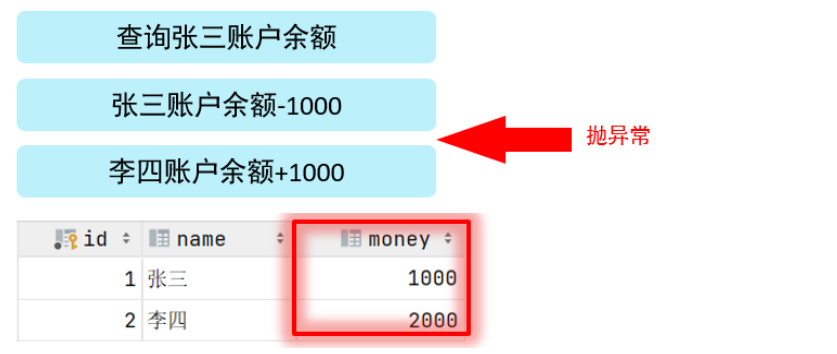 查询张三账户余额
张三账户余额-1000
抛异常
李四账户余额+1000
id name money
1 张三 1000
2 李四 2000